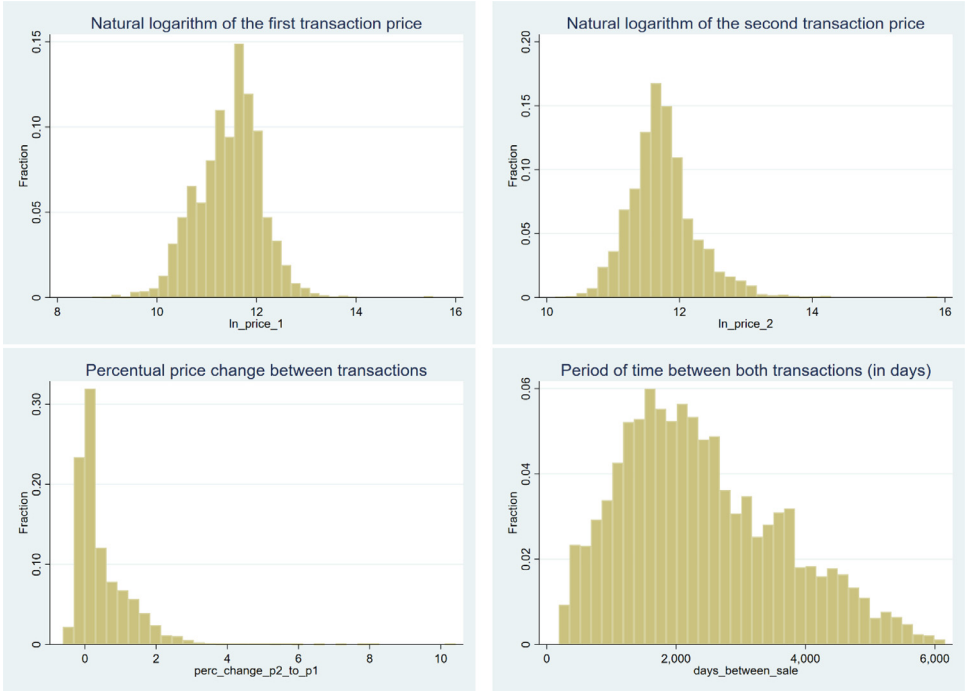 Natural logarithm of the first transaction price
0.15
0.10
0.05
0
Fraction
8 10 12 14 16
ln_price_1
Natural logarithm of the second transaction price
0.20
0.15
0.10
0.05
0
Fraction
10 12 14 16
ln_price_2
Percentual price change between transactions
0.30
0.20
0.10
0
Fraction
0 2 4 6 8 10
perc_change_p2_to_p1
Period of time between both transactions (in days)
0.06
0.04
0.02
0
Fraction
0 2,000 4,000 6,000
days_between_sale